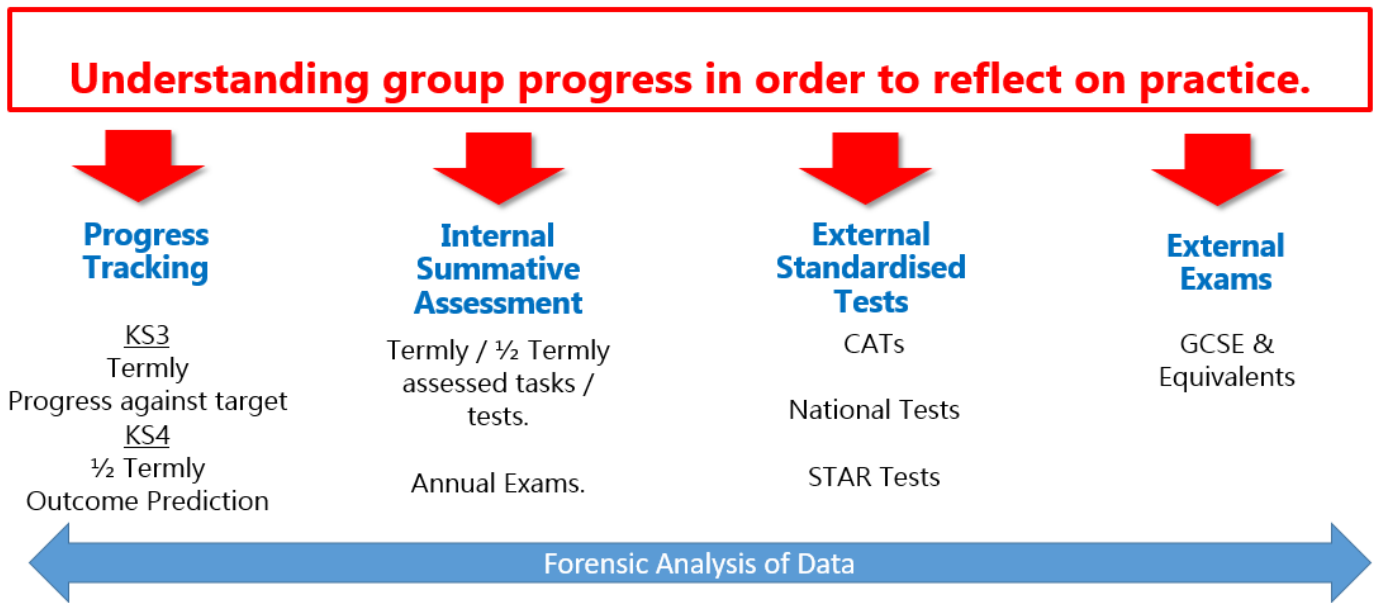 Understanding group progress in order to reflect on practice.
Progress
Tracking
KS3
Termly
Progress against target
KS4
½ Termly
Outcome Prediction
Internal
Summative
Assessment
Termly / ½ Termly
assessed tasks /
tests.
Annual Exams.
External
Standardised
Tests
CATs
National Tests
STAR Tests
External
Exams
GCSE &
Equivalents
Forensic Analysis of Data